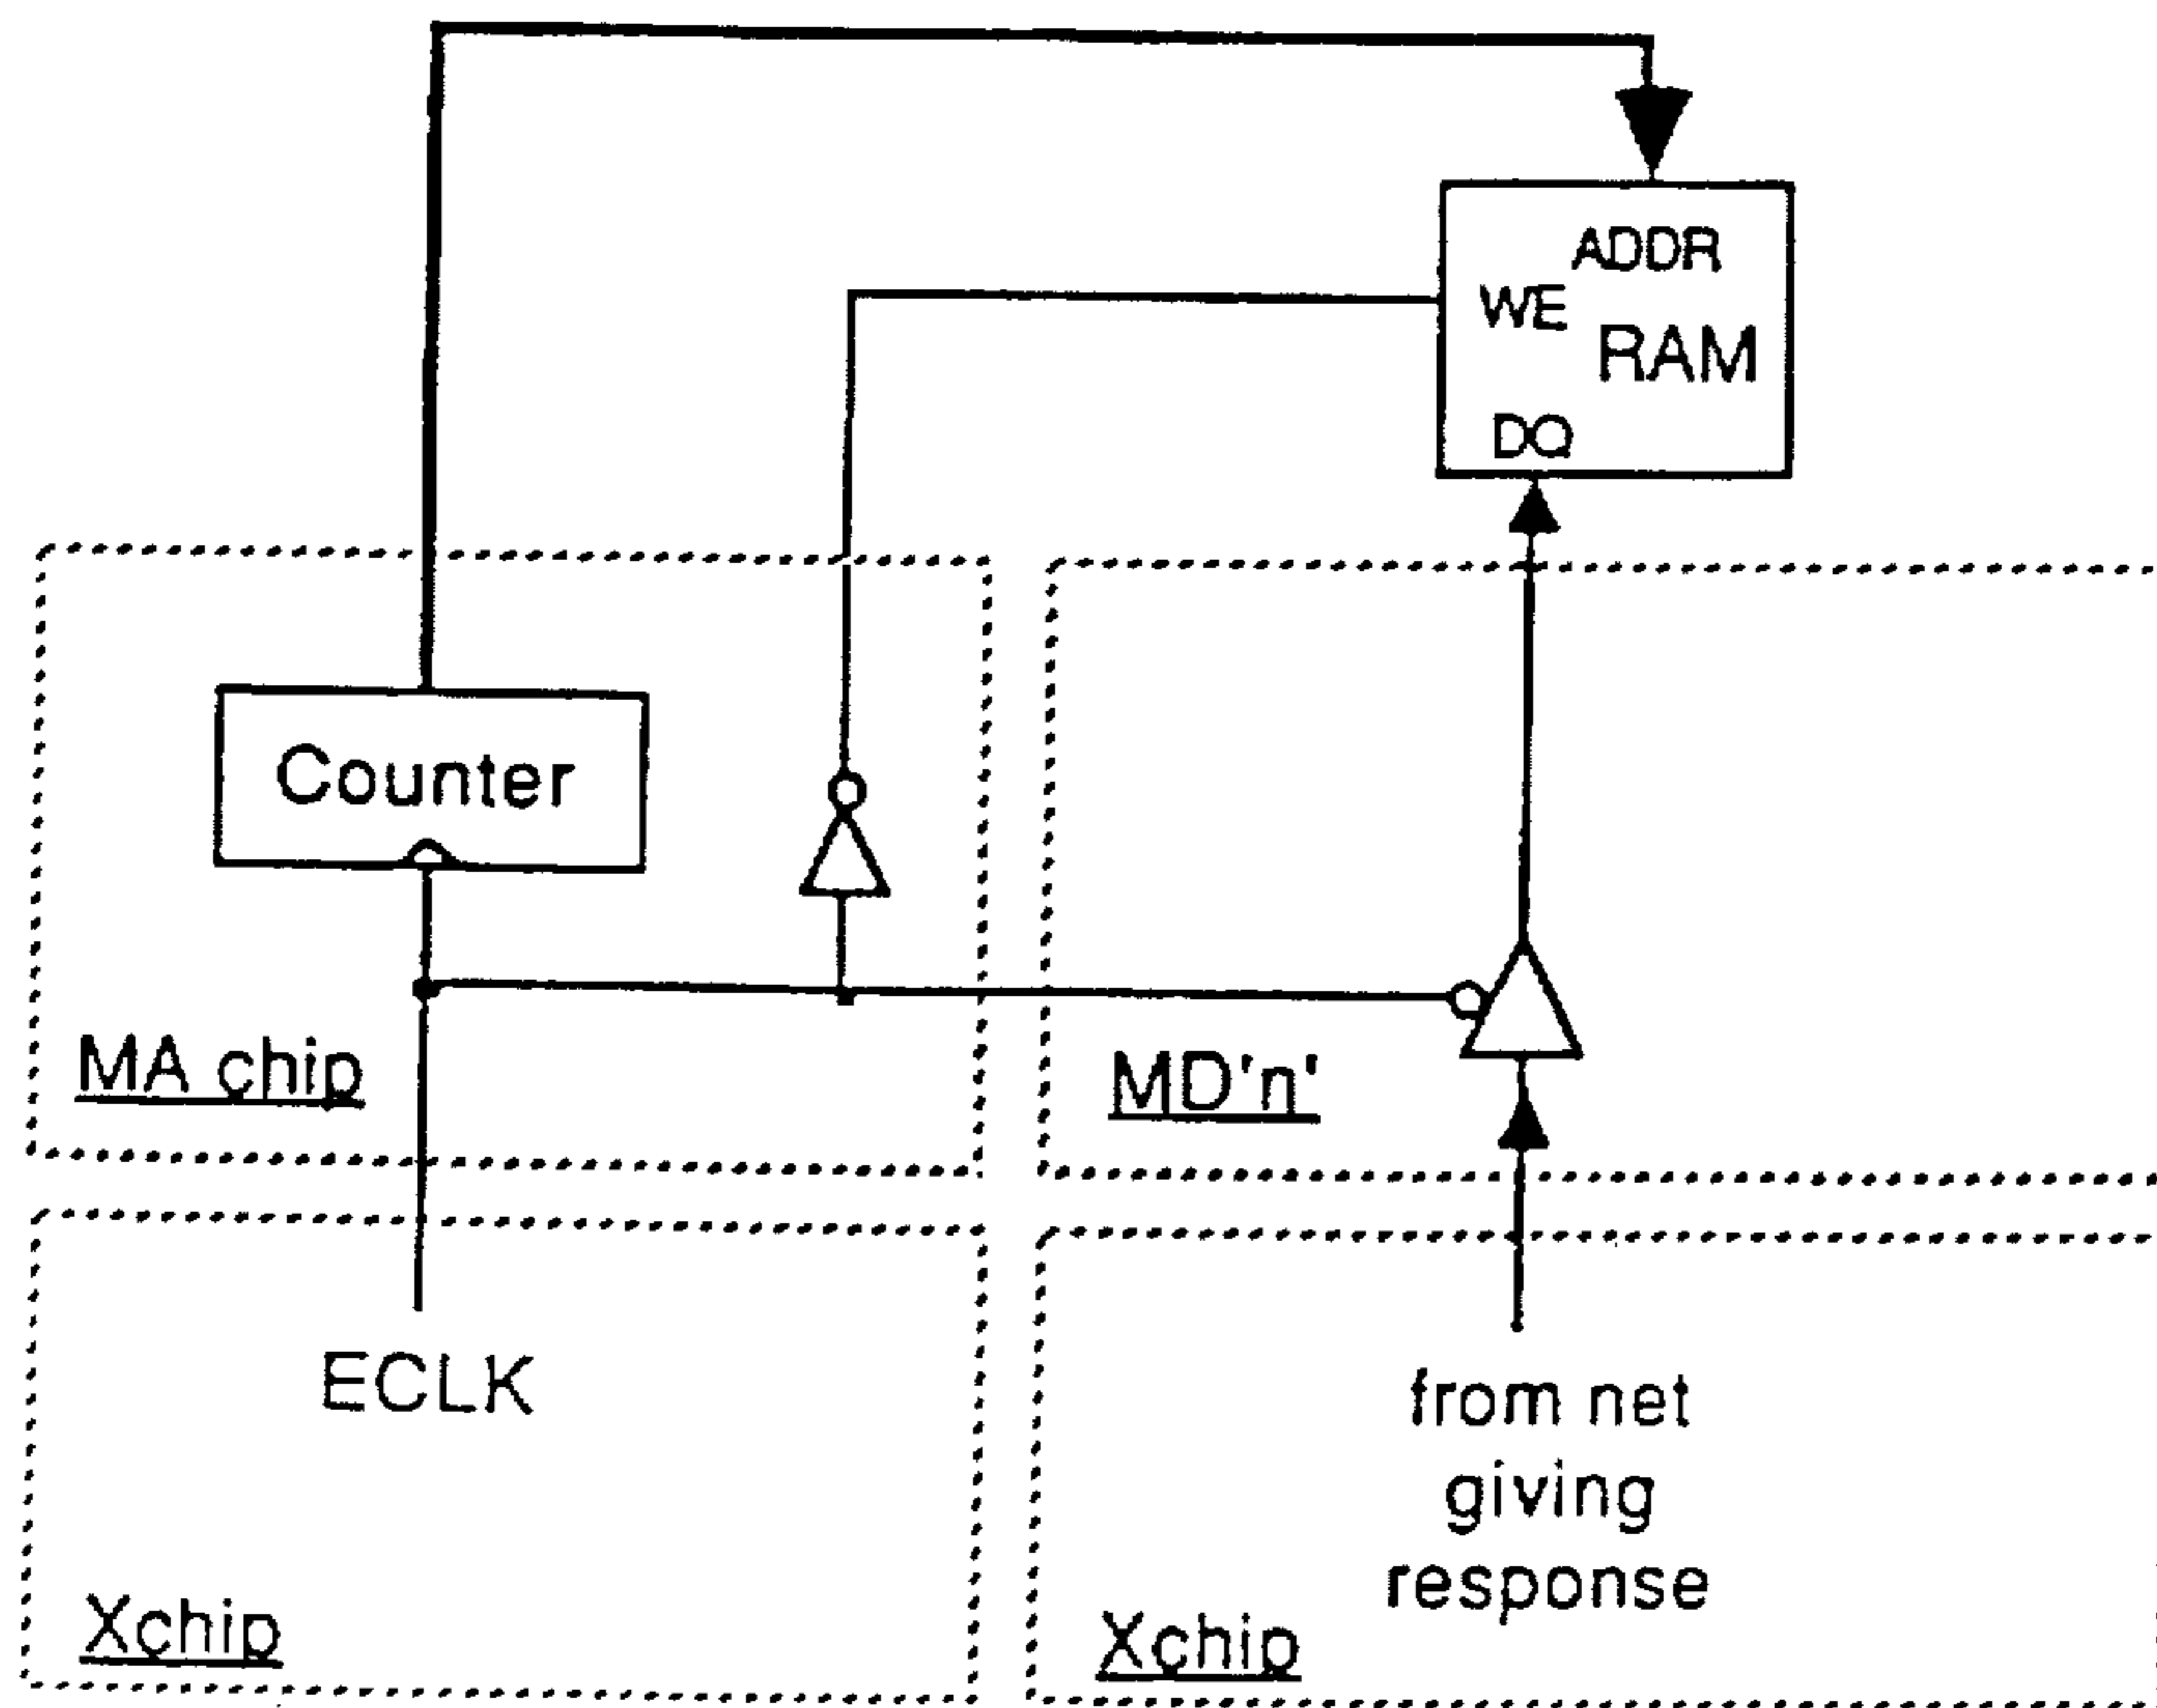 ADDR
WE
RAM
DQ
Counter
MA chip
MD'n'
ECLK
from net
giving
response
Xchip
Xchip